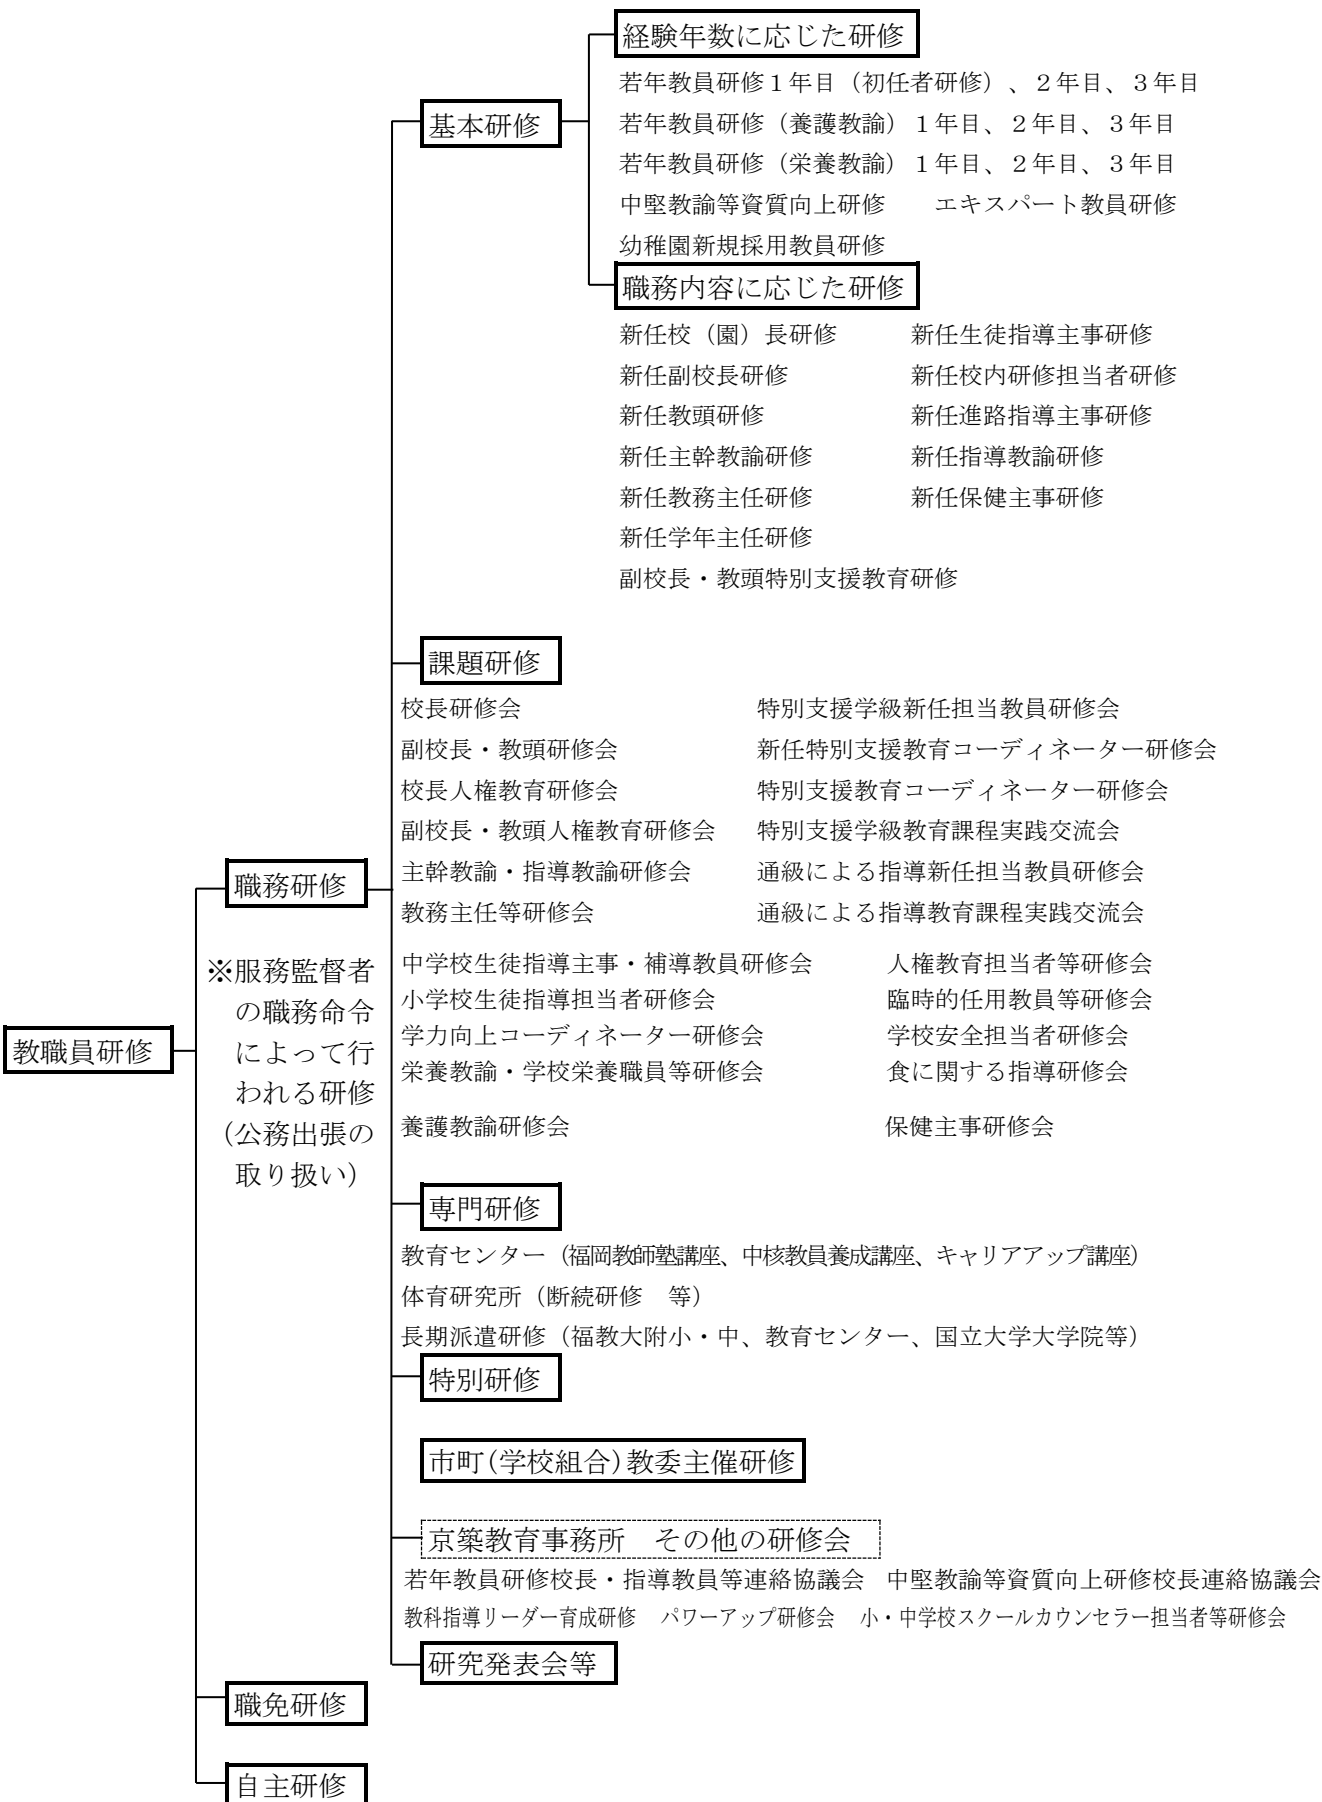 経験年数に応じた研修
若年教員研修１年目（初任者研修）、２年目、３年目
若年教員研修（養護教諭）１年目、２年目、３年目
若年教員研修（栄養教諭）１年目、２年目、３年目
中堅教諭等資質向上研修　　エキスパート教員研修
幼稚園新規採用教員研修
基本研修
職務内容に応じた研修
新任校（園）長研修　　　新任生徒指導主事研修
新任副校長研修　　　　　新任校内研修担当者研修
新任教頭研修　　　　　　新任進路指導主事研修
新任主幹教諭研修　　　　新任指導教諭研修
新任教務主任研修　　　　新任保健主事研修
新任学年主任研修
副校長・教頭特別支援教育研修
課題研修
校長研修会　　　　　　　　　特別支援学級新任担当教員研修会
副校長・教頭研修会　　　　　新任特別支援教育コーディネーター研修会
校長人権教育研修会　　　　　特別支援教育コーディネーター研修会
副校長・教頭人権教育研修会　特別支援学級教育課程実践交流会
主幹教諭・指導教諭研修会　　通級による指導新任担当教員研修会
教務主任等研修会　　　　　　通級による指導教育課程実践交流会
中学校生徒指導主事・補導教員研修会　　人権教育担当者等研修会
小学校生徒指導担当者研修会　　　　　　臨時的任用教員等研修会
学力向上コーディネーター研修会　　　　学校安全担当者研修会
栄養教諭・学校栄養職員等研修会　　　　食に関する指導研修会
養護教諭研修会　　　　　　　　　　　　保健主事研修会
職務研修
※服務監督者
の職務命令
によって行
われる研修
（公務出張の
取り扱い）
教職員研修
専門研修
教育センター（福岡教師塾講座、中核教員養成講座、キャリアアップ講座）
体育研究所（断続研修　等）
長期派遣研修（福教大附小・中、教育センター、国立大学大学院等）
特別研修
市町(学校組合)教委主催研修
京築教育事務所　その他の研修会
若年教員研修校長・指導教員等連絡協議会　中堅教諭等資質向上研修校長連絡協議会
教科指導リーダー育成研修　パワーアップ研修会　小・中学校スクールカウンセラー担当者等研修会
研究発表会等
職免研修
自主研修